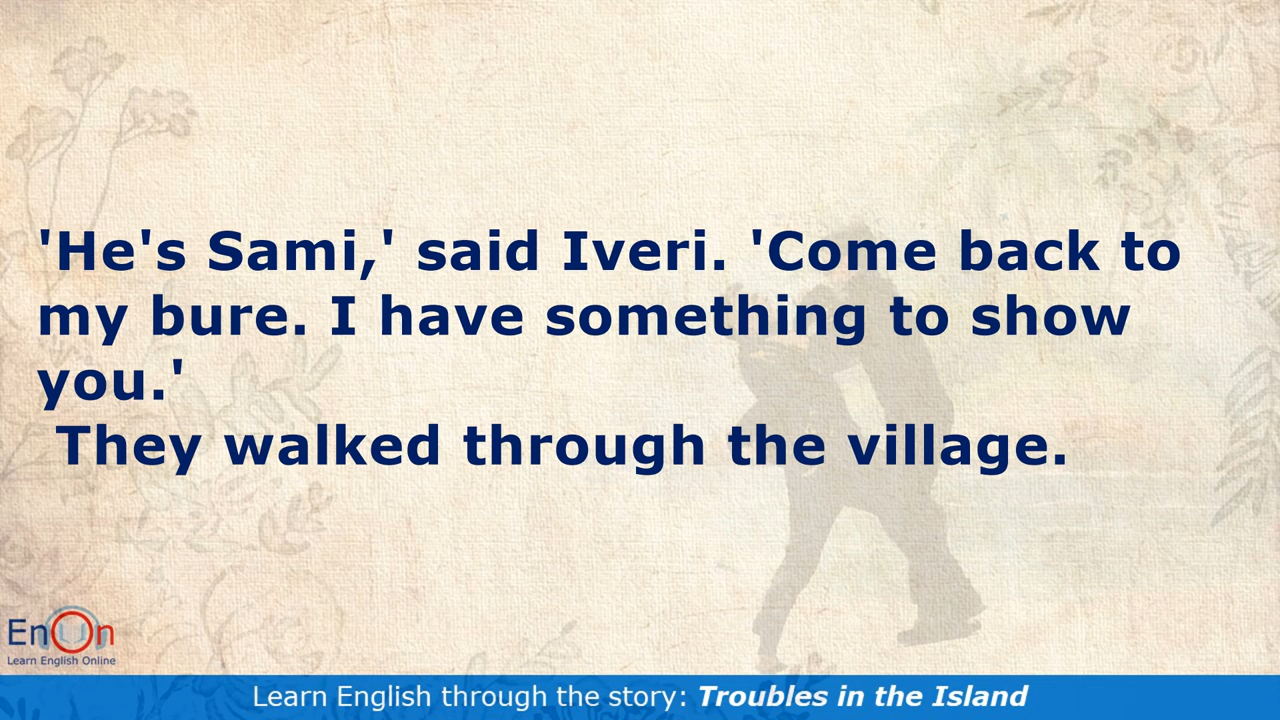 'He's Sami,' said Iveri. 'Come back to
my bure. I have something to show
you.'
They walked through the village.
EnOn
Learn English Online
Learn English through the story: Troubles in the Island